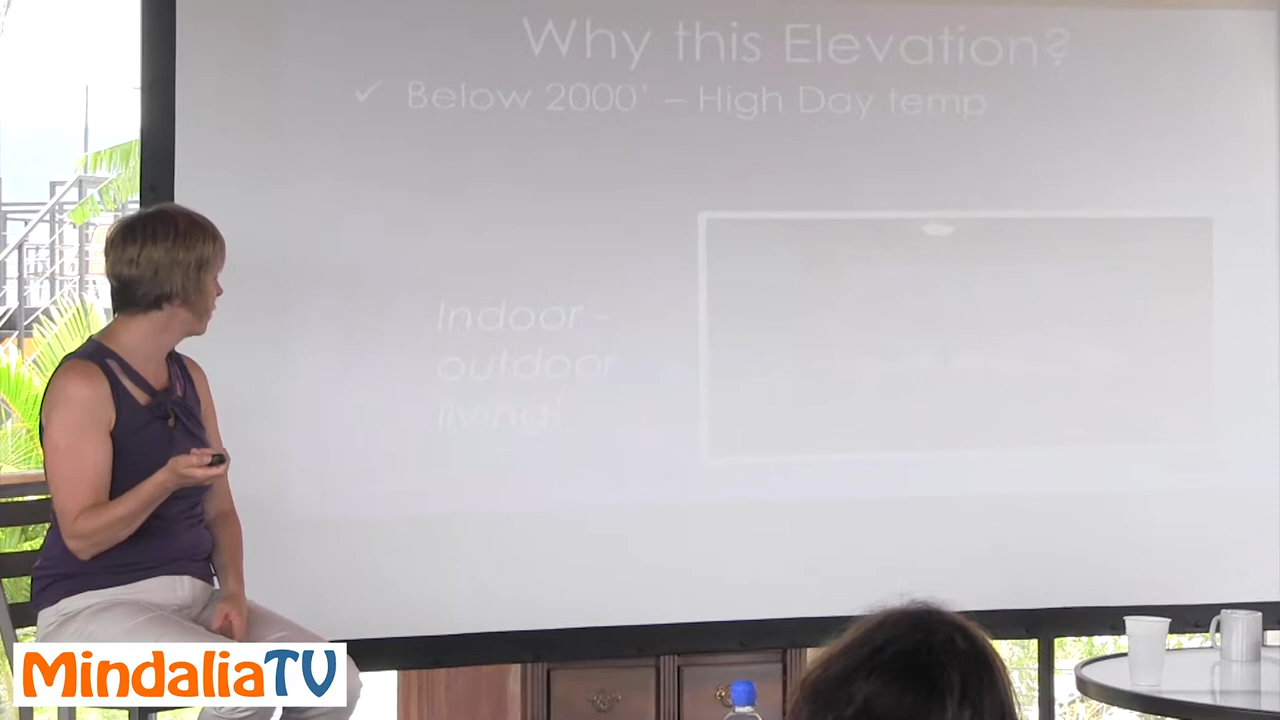 Why this Elevation?
✓ Below 2000' – High Day temp
Indoor -
outdoor
living!
MindaliaTV